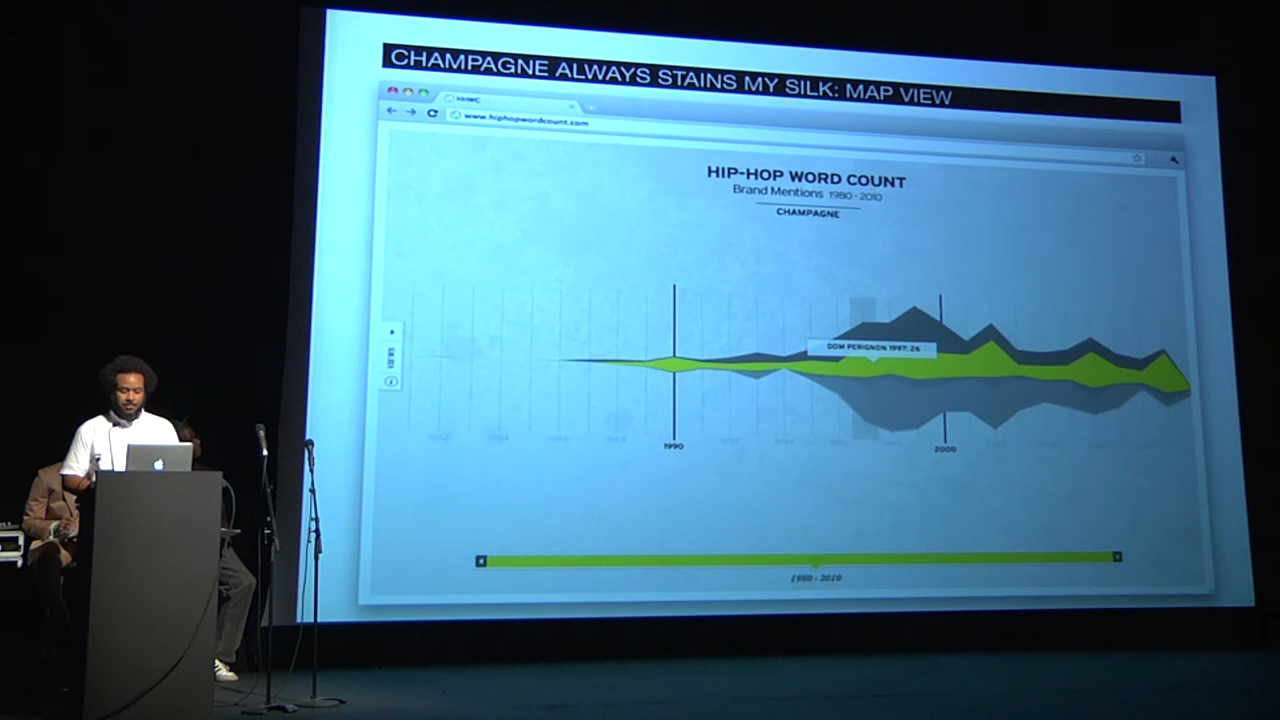 CHAMPAGNE ALWAYS STAINS MY SILK: MAP VIEW
HHWC
www.hiphopwordcount.com
HIP-HOP WORD COUNT
Brand Mentions 1980 - 2010
CHAMPAGNE
DOM PERIGNON 1997: 26
1990
2000
1980 - 2010